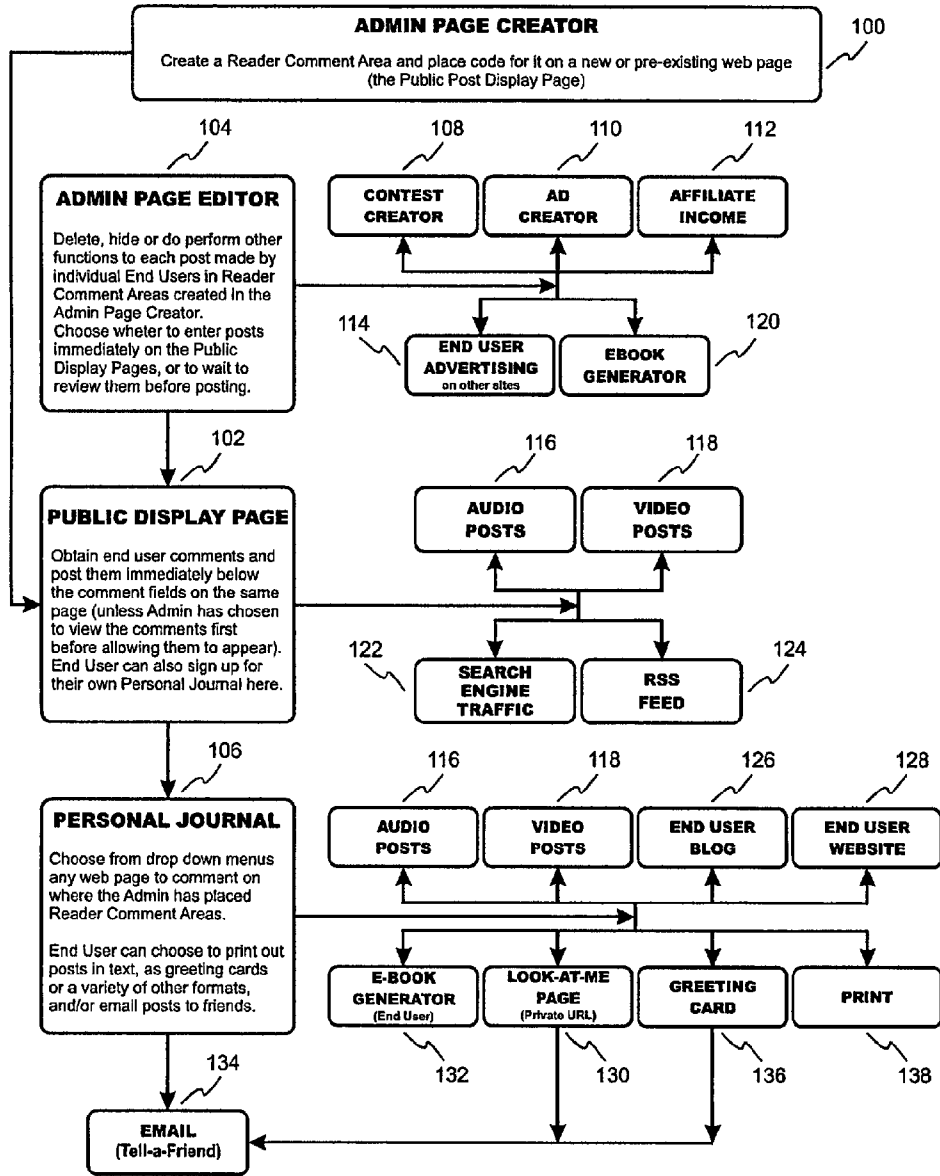 ADMIN PAGE CREATOR
Create a Reader Comment Area and place code for it on a new or pre-existing web page
(the Public Post Display Page)
100
104
108
110
112
ADMIN PAGE EDITOR
Delete, hide or do perform other
functions to each post made by
individual End Users in Reader
Comment Areas created in the
Admin Page Creator.
Choose wheter to enter posts
immediately on the Public
Display Pages, or to wait to
review them before posting.
CONTEST
CREATOR
AD
CREATOR
AFFILIATE
INCOME
114
END USER
ADVERTISING
on other sites
EBOOK
GENERATOR
120
102
116
118
PUBLIC DISPLAY PAGE
Obtain end user comments and
post them immediately below
the comment fields on the same
page (unless Admin has chosen
to view the comments first
before allowing them to appear).
End User can also sign up for
their own Personal Journal here.
AUDIO
POSTS
VIDEO
POSTS
122
SEARCH
ENGINE
TRAFFIC
RSS
FEED
124
106
116
118
126
128
PERSONAL JOURNAL
Choose from drop down menus
any web page to comment on
where the Admin has placed
Reader Comment Areas.
End User can choose to print out
posts in text, as greeting cards
or a variety of other formats,
and/or email posts to friends.
AUDIO
POSTS
VIDEO
POSTS
END USER
BLOG
END USER
WEBSITE
E-BOOK
GENERATOR
(End User)
LOOK-AT-ME
PAGE
(Private URL)
GREETING
CARD
PRINT
132
130
136
138
134
EMAIL
(Tell-a-Friend)